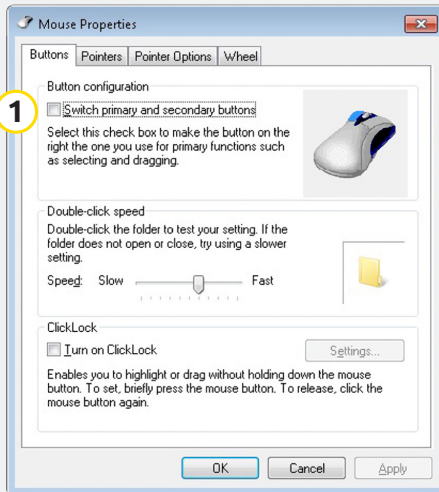 Mouse Properties
Buttons Pointers Pointer Options Wheel
Button configuration
1
Switch primary and secondary buttons
Select this check box to make the button on the
right the one you use for primary functions such
as selecting and dragging.
Double-click speed
Double-click the folder to test your setting. If the
folder does not open or close, try using a slower
setting.
Speed: Slow Fast
ClickLock
Turn on ClickLock Settings...
Enables you to highlight or drag without holding down the mouse
button. To set, briefly press the mouse button. To release, click the
mouse button again.
OK Cancel Apply